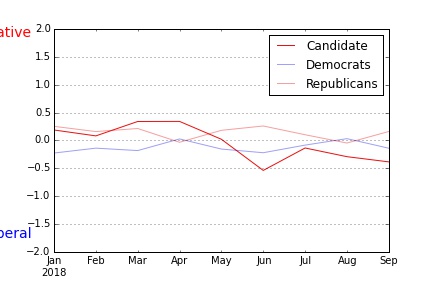 ative
peral
2.0
1.5
1.0
0.5
0.0
−0.5
−1.0
−1.5
−2.0
Jan Feb Mar Apr May Jun Jul Aug Sep
2018
Candidate
Democrats
Republicans